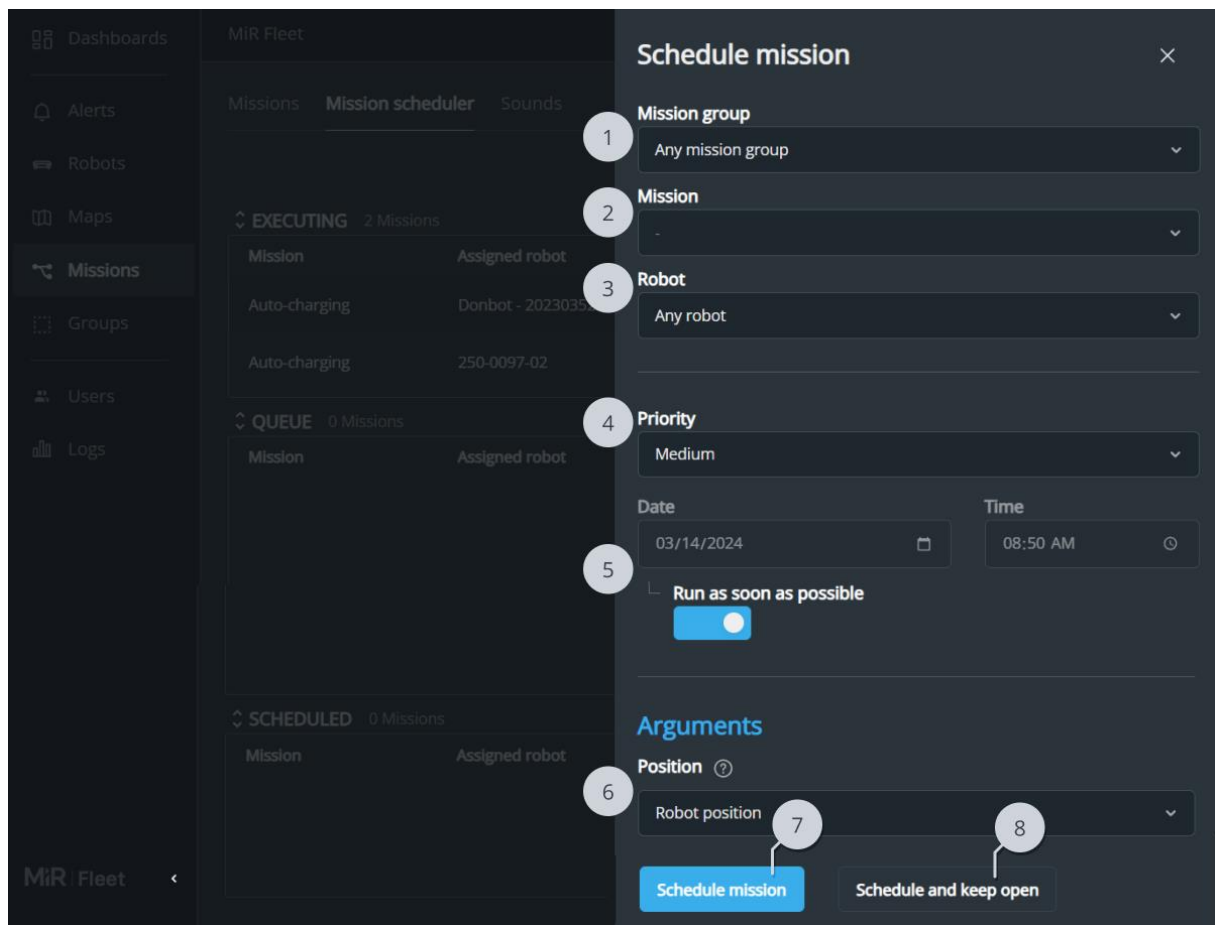 Dashboards
Alerts
Robots
Maps
Missions
Groups
Users
Logs
MiR Fleet
MiR Fleet
Missions Mission scheduler Sounds
EXECUTING 2 Missions
Mission Assigned robot
Auto-charging Donbot - 2023035
Auto-charging 250-0097-02
QUEUE 0 Missions
Mission Assigned robot
SCHEDULED 0 Missions
Mission Assigned robot
Schedule mission
Mission group
1 Any mission group
Mission
2 -
Robot
3 Any robot
Priority
4 Medium
Date Time
03/14/2024 08:50 AM
5
Run as soon as possible
Arguments
Position ?
6 Robot position
7 8
Schedule mission Schedule and keep open